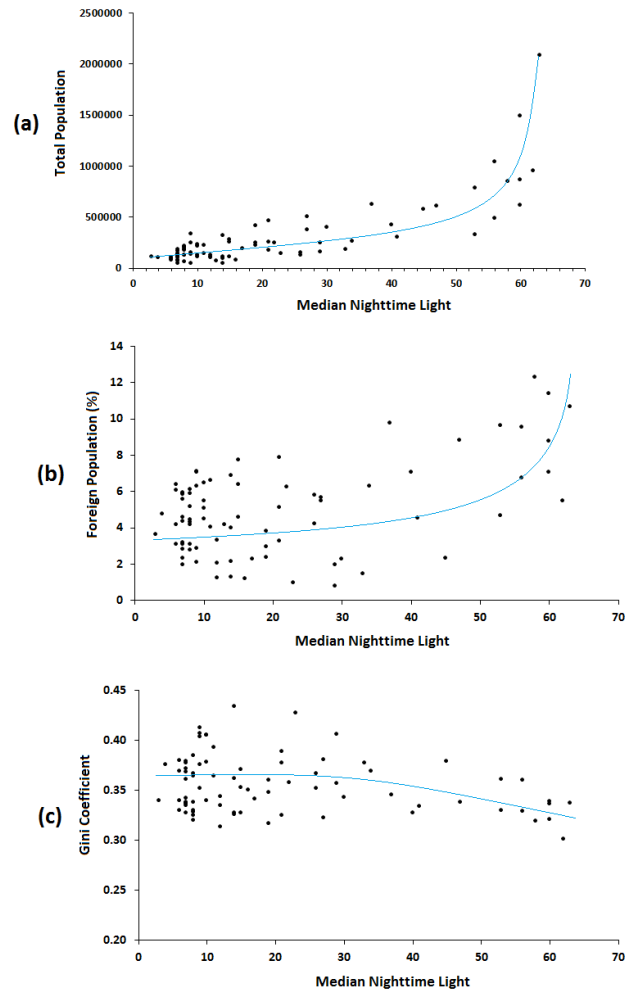 (a)
Total Population
2500000
2000000
1500000
1000000
500000
0
0 10 20 30 40 50 60 70
Median Nighttime Light
(b)
Foreign Population (%)
14
12
10
8
6
4
2
0
0 10 20 30 40 50 60 70
Median Nighttime Light
(c)
Gini Coefficient
0.45
0.40
0.35
0.30
0.25
0.20
0 10 20 30 40 50 60 70
Median Nighttime Light